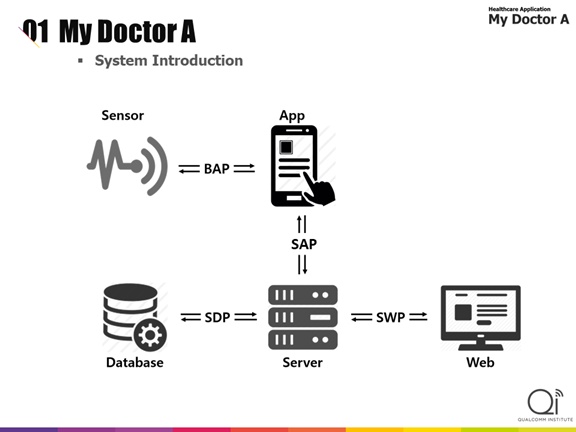 Healthcare Application
My Doctor A
01 My Doctor A
▪ System Introduction
Sensor
App
BAP
SAP
SDP
SWP
Database
Server
Web
Qi
QUALCOMM INSTITUTE